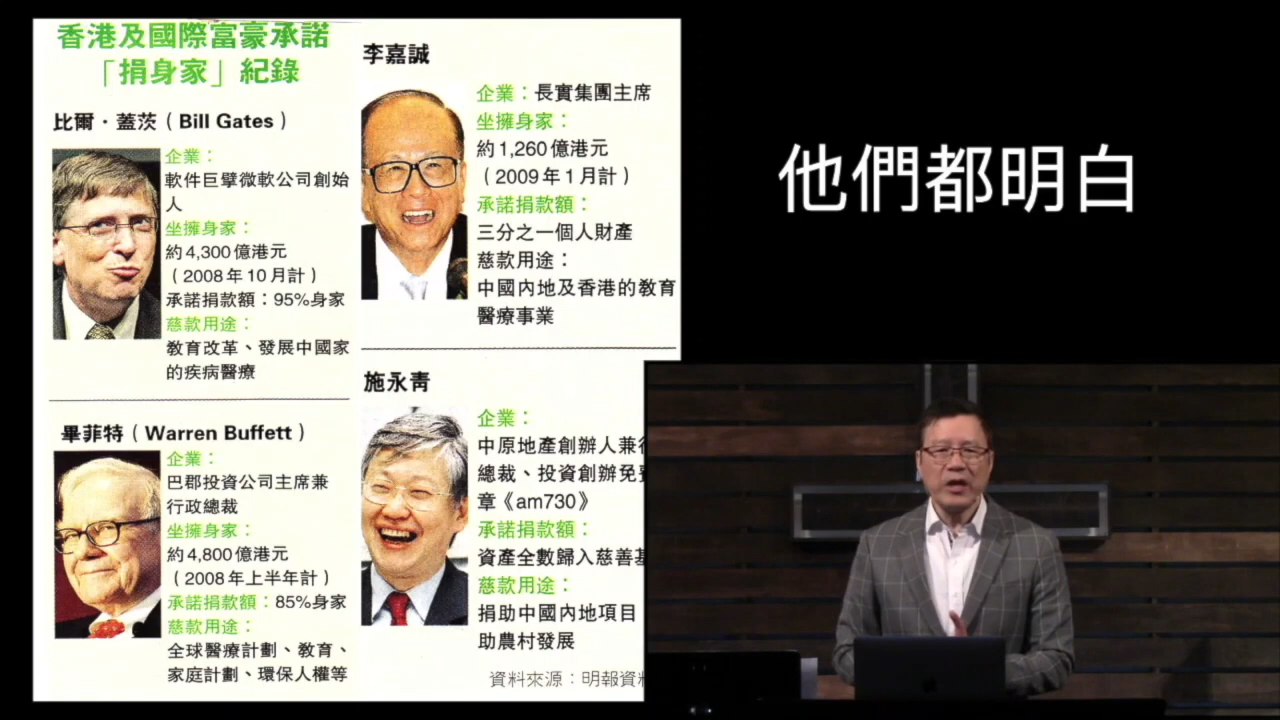 香港及國際富豪承諾
「捐身家」紀錄
比爾‧蓋茨（Bill Gates）
企業：
軟件巨擘微軟公司創始
人
坐擁身家：
約4,300億港元
（2008年10月計）
承諾捐款額：95%身家
慈款用途：
教育改革、發展中國家
的疾病醫療
畢菲特（Warren Buffett）
企業：
巴郡投資公司主席兼
行政總裁
坐擁身家：
約4,800億港元
（2008年上半年計）
承諾捐款額：85%身家
慈款用途：
全球醫療計劃、教育、
家庭計劃、環保人權等
李嘉誠
企業：長實集團主席
坐擁身家：
約1,260億港元
（2009年1月計）
承諾捐款額：
三分之一個人財產
慈款用途：
中國內地及香港的教育
醫療事業
施永青
企業：
中原地產創辦人兼
總裁、投資創辦免
章《am730》
承諾捐款額：
資產全數歸入慈善
慈款用途：
捐助中國內地項目
助農村發展
資料來源：明報資
他們都明白